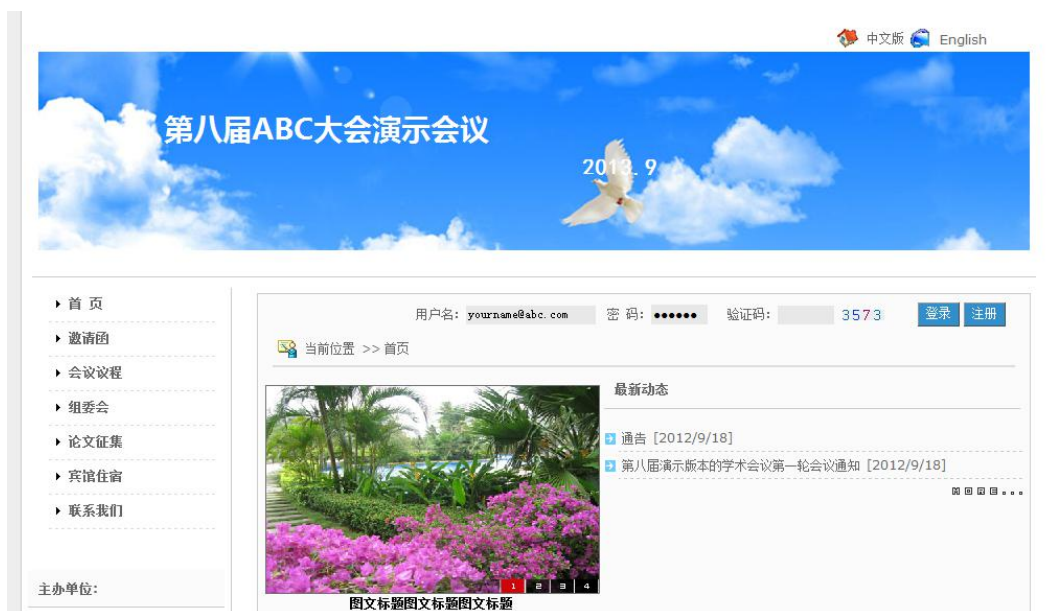 中文版 English
第八届ABC大会演示会议
2013. 9
首 页
邀请函
会议议程
组委会
论文征集
宾馆住宿
联系我们
主办单位:
用户名: yourname@abc.com 密 码: ●●●●●● 验证码: 3573 登录 注册
当前位置 >> 首页
1 2 3 4
图文标题图文标题图文标题
最新动态
通告 [2012/9/18]
第八届演示版本的学术会议第一轮会议通知 [2012/9/18]